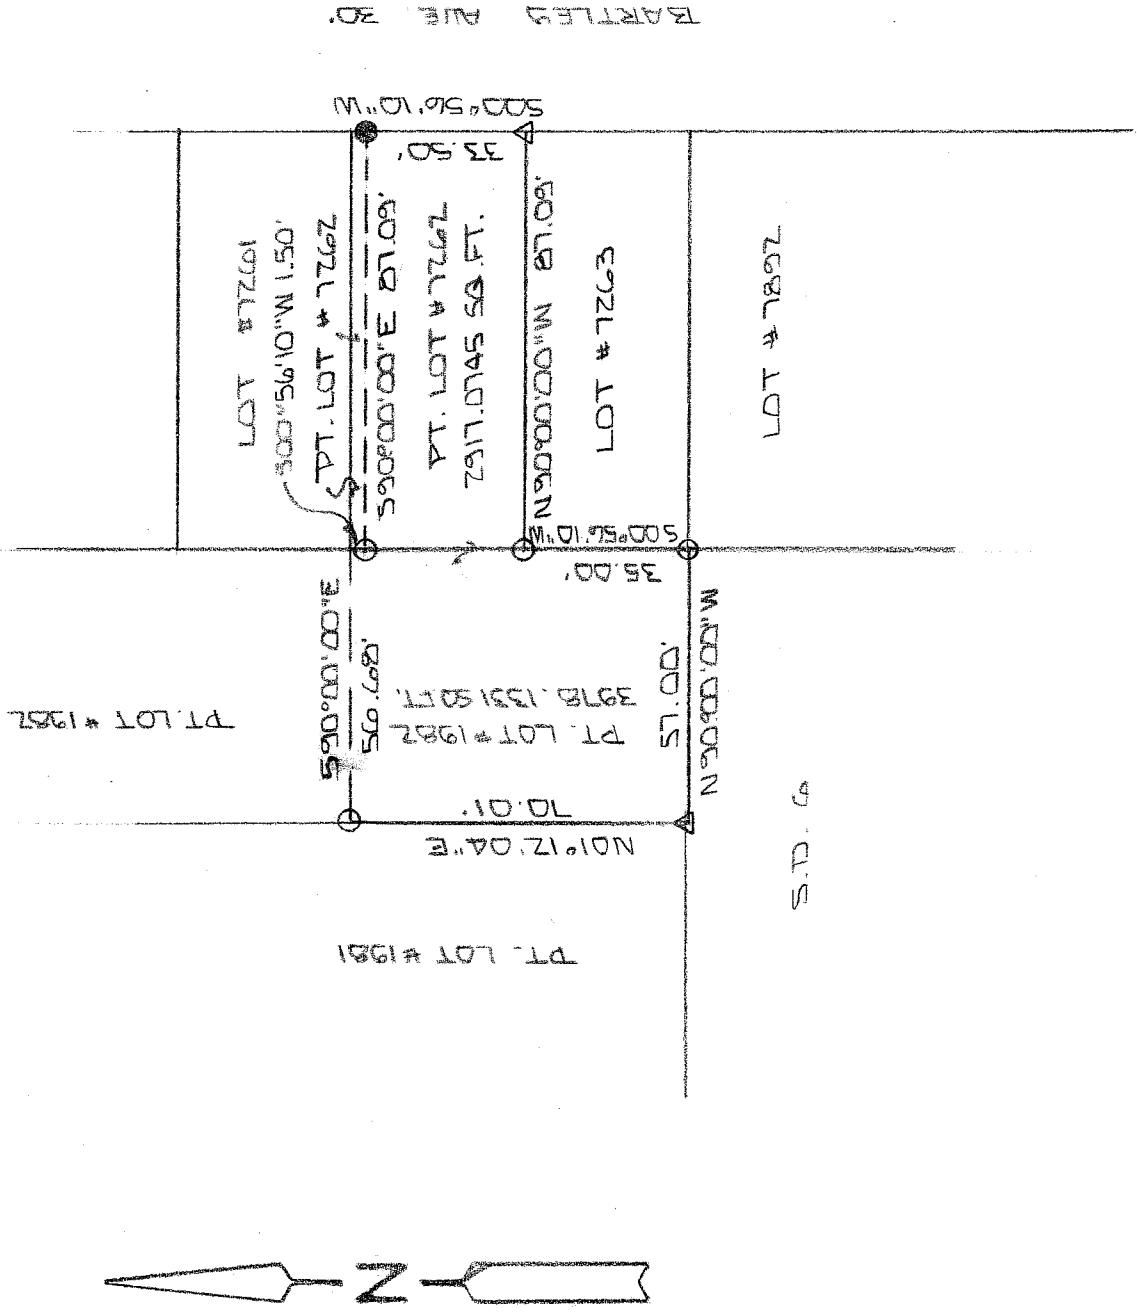 BARTLEY AVE 30'
S00°56'10"W
33.50'
LOT #7261
S00°56'10"W 1.50'
PT. LOT #7262
S90°00'00"E 87.09'
PT. LOT #7262
2917.0745 SQ.FT.
N90°00'00"W 87.09'
LOT #7263
LOT #7892
S00°56'10"W
35.00'
S90°00'00"E
56.68'
PT. LOT #1982
3978.1331 SQ FT.
57.00'
N90°00'00"W
PT. LOT #1982
70.01'
N01°12'04"E
S.D. 6
PT. LOT #1981
N